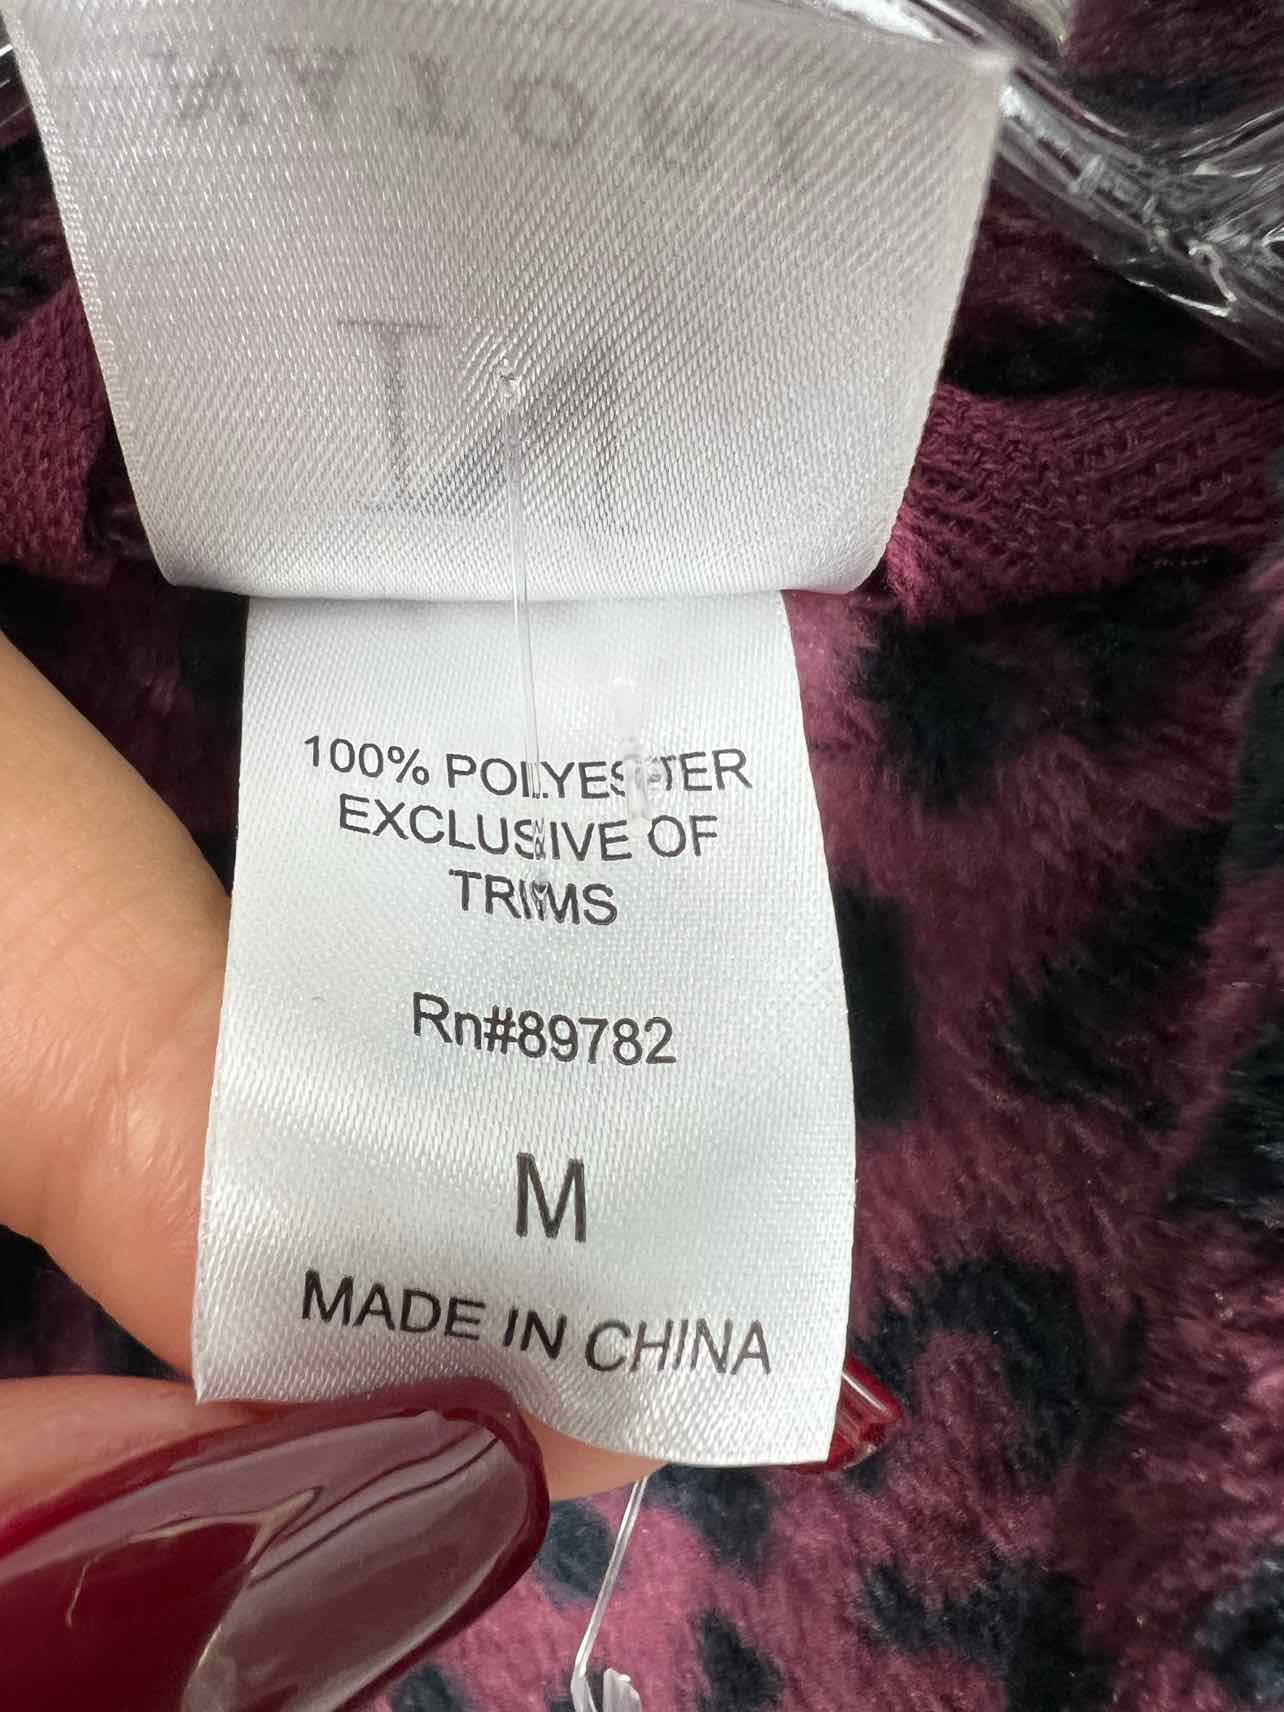 100% POLYESTER
EXCLUSIVE OF
TRIMS
Rn#89782
M
MADE IN CHINA